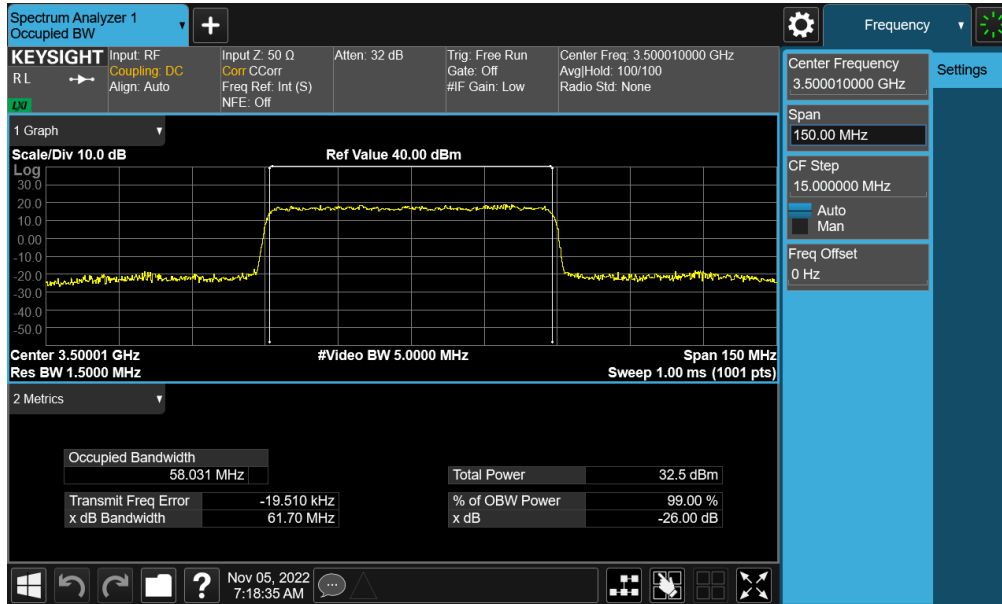 Spectrum Analyzer 1
Occupied BW
Frequency
KEYSIGHT
R L
LXI
Input: RF
Coupling: DC
Align: Auto
Input Z: 50 Ω
Corr CCorr
Freq Ref: Int (S)
NFE: Off
Atten: 32 dB
Trig: Free Run
Gate: Off
#IF Gain: Low
Center Freq: 3.500010000 GHz
Avg|Hold: 100/100
Radio Std: None
Center Frequency
3.500010000 GHz
Settings
Span
150.00 MHz
CF Step
15.000000 MHz
Auto
Man
Freq Offset
0 Hz
1 Graph
Scale/Div 10.0 dB
Ref Value 40.00 dBm
Log
30.0
20.0
10.0
0.00
-10.0
-20.0
-30.0
-40.0
-50.0
Center 3.50001 GHz
#Video BW 5.0000 MHz
Span 150 MHz
Res BW 1.5000 MHz
Sweep 1.00 ms (1001 pts)
2 Metrics
Occupied Bandwidth
58.031 MHz
Total Power 32.5 dBm
Transmit Freq Error -19.510 kHz
% of OBW Power 99.00 %
x dB Bandwidth 61.70 MHz
x dB -26.00 dB
?
Nov 05, 2022
7:18:35 AM